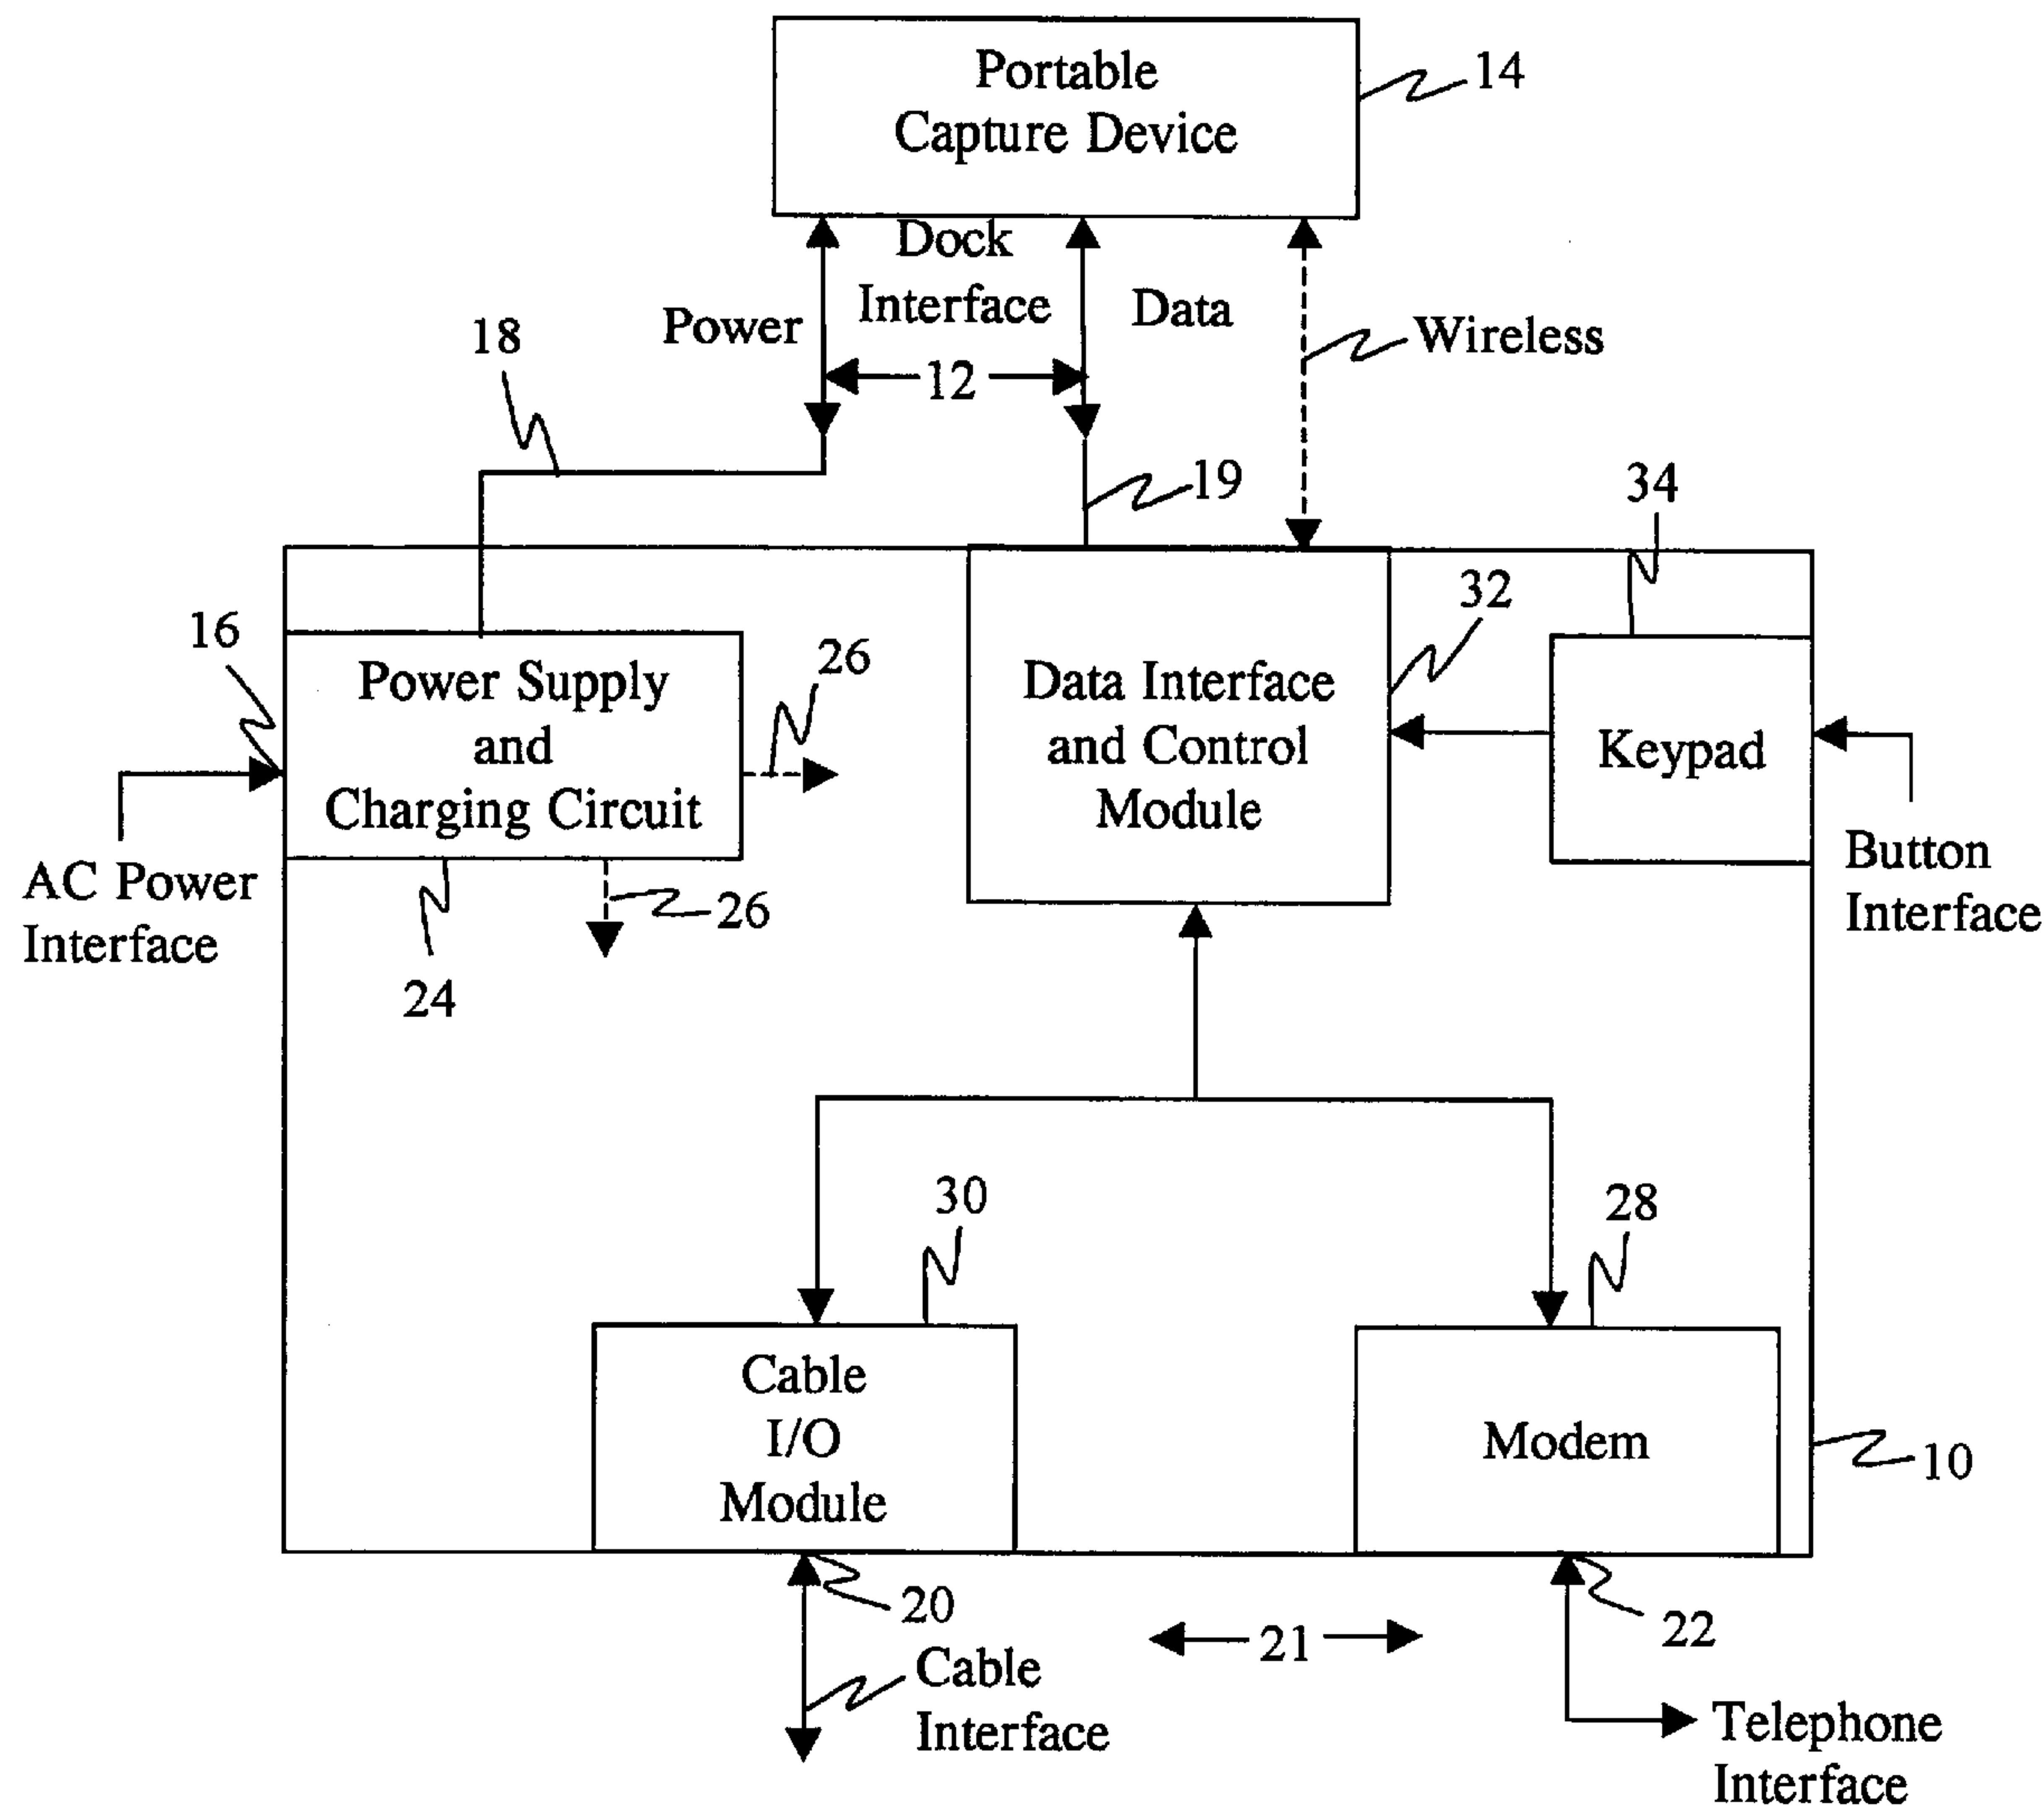 Portable
Capture Device
14
Dock
Interface
Power
Data
Wireless
18
12
19
34
32
16
26
Power Supply
and
Charging Circuit
Data Interface
and Control
Module
Keypad
AC Power
Interface
26
24
Button
Interface
30
28
Cable
I/O
Module
Modem
10
20
21
22
Cable
Interface
Telephone
Interface